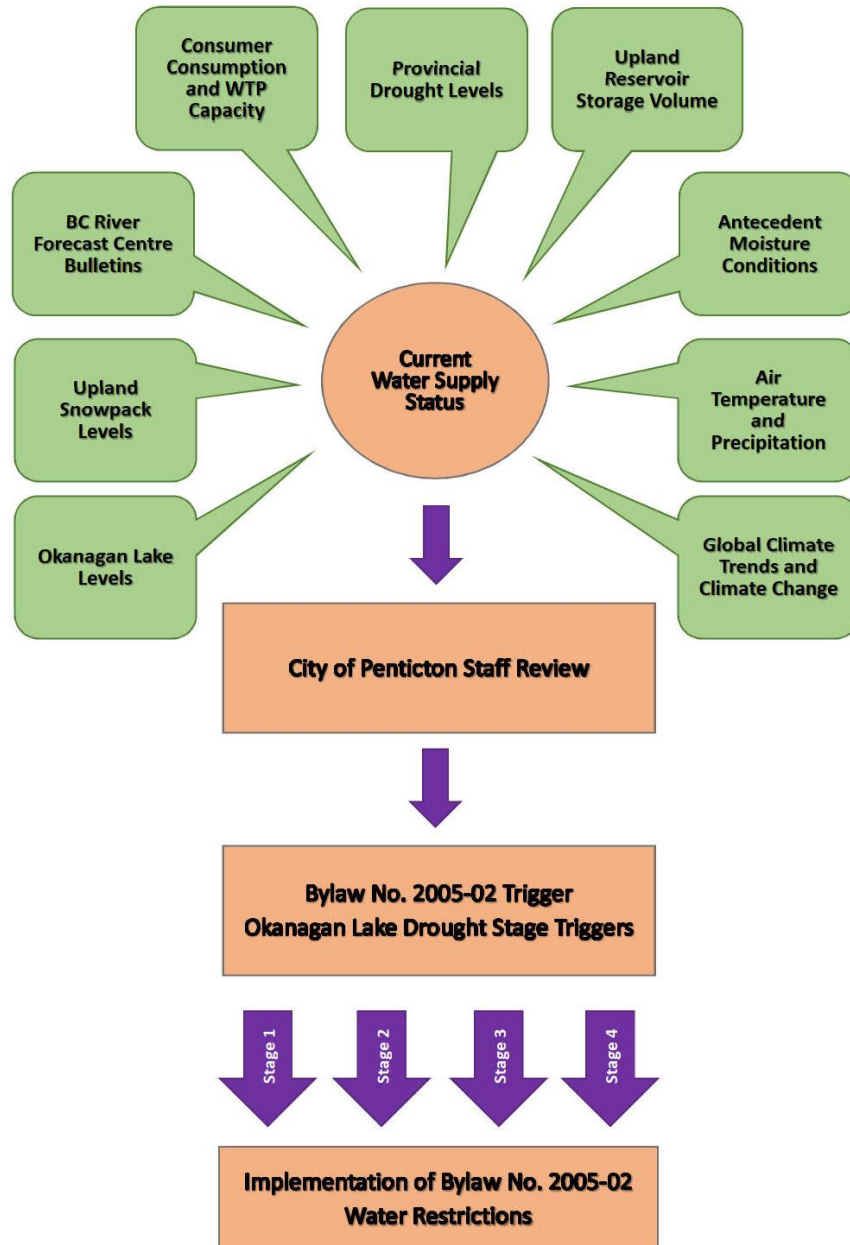 Consumer
Consumption
and WTP
Capacity
Provincial
Drought Levels
Upland
Reservoir
Storage Volume
BC River
Forecast Centre
Bulletins
Antecedent
Moisture
Conditions
Current
Water Supply
Status
Upland
Snowpack
Levels
Air
Temperature
and
Precipitation
Okanagan Lake
Levels
Global Climate
Trends and
Climate Change
City of Penticton Staff Review
Bylaw No. 2005-02 Trigger
Okanagan Lake Drought Stage Triggers
Stage 1
Stage 2
Stage 3
Stage 4
Implementation of Bylaw No. 2005-02
Water Restrictions